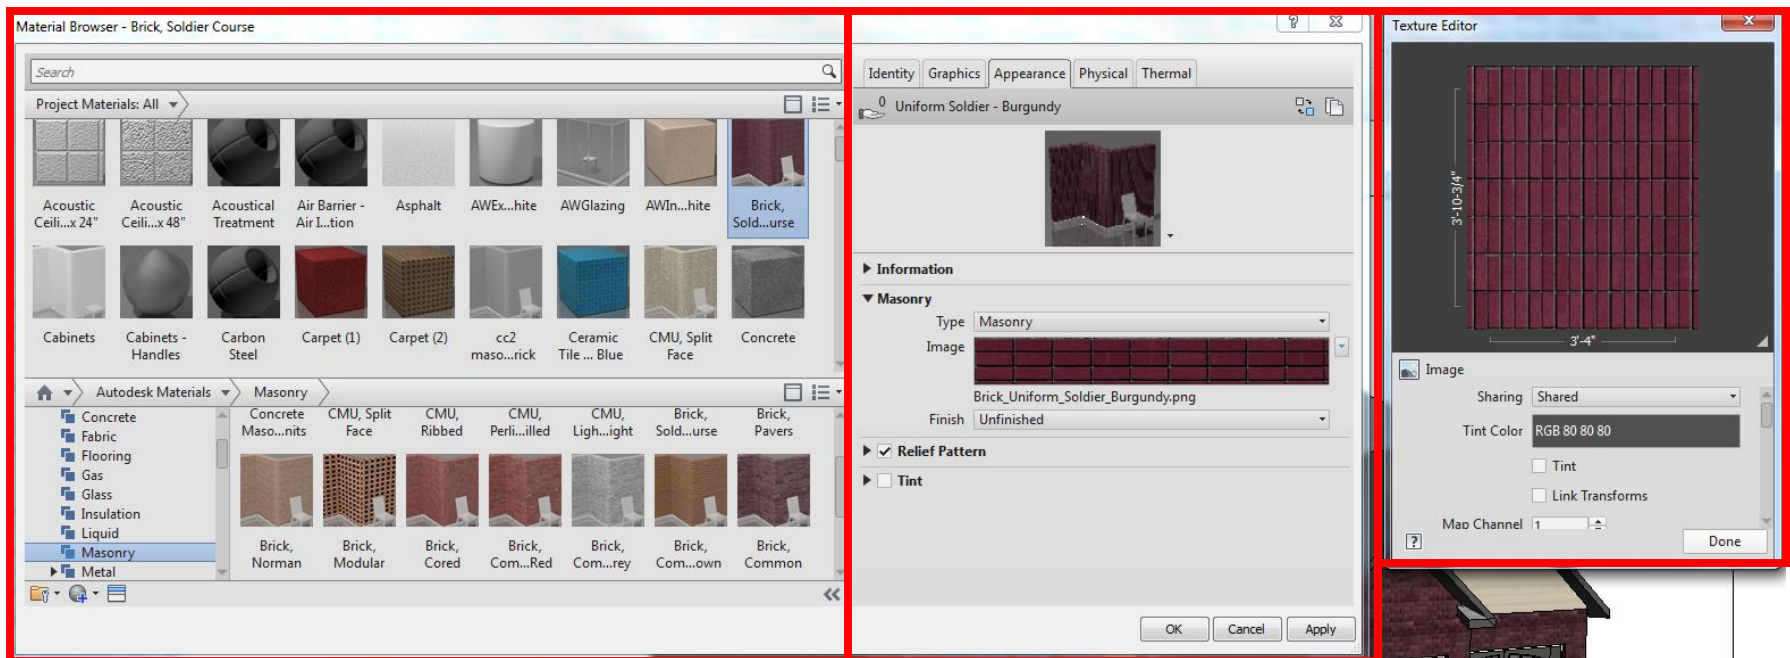 Material Browser - Brick, Soldier Course
Search
Project Materials: All
Acoustic Ceili...x 24"
Acoustic Ceili...x 48"
Acoustical Treatment
Air Barrier - Air I...tion
Asphalt
AWEx...hite
AWGlazing
AWIn...hite
Brick, Sold...urse
Cabinets
Cabinets - Handles
Carbon Steel
Carpet (1)
Carpet (2)
cc2 maso...rick
Ceramic Tile ... Blue
CMU, Split Face
Concrete
Autodesk Materials
Masonry
Concrete
Fabric
Flooring
Gas
Glass
Insulation
Liquid
Masonry
Metal
Concrete Maso...nits
CMU, Split Face
CMU, Ribbed
CMU, Perli...illed
CMU, Ligh...ight
Brick, Sold...urse
Brick, Pavers
Brick, Norman
Brick, Modular
Brick, Cored
Brick, Com...Red
Brick, Com...rey
Brick, Com...own
Brick, Common
?
Identity Graphics Appearance Physical Thermal
0
Uniform Soldier - Burgundy
Information
Masonry
Type Masonry
Image
Brick_Uniform_Soldier_Burgundy.png
Finish Unfinished
Relief Pattern
Tint
OK Cancel Apply
Texture Editor
3'-10-3/4"
3'-4"
Image
Sharing Shared
Tint Color RGB 80 80 80
Tint
Link Transforms
Map Channel 1
?
Done